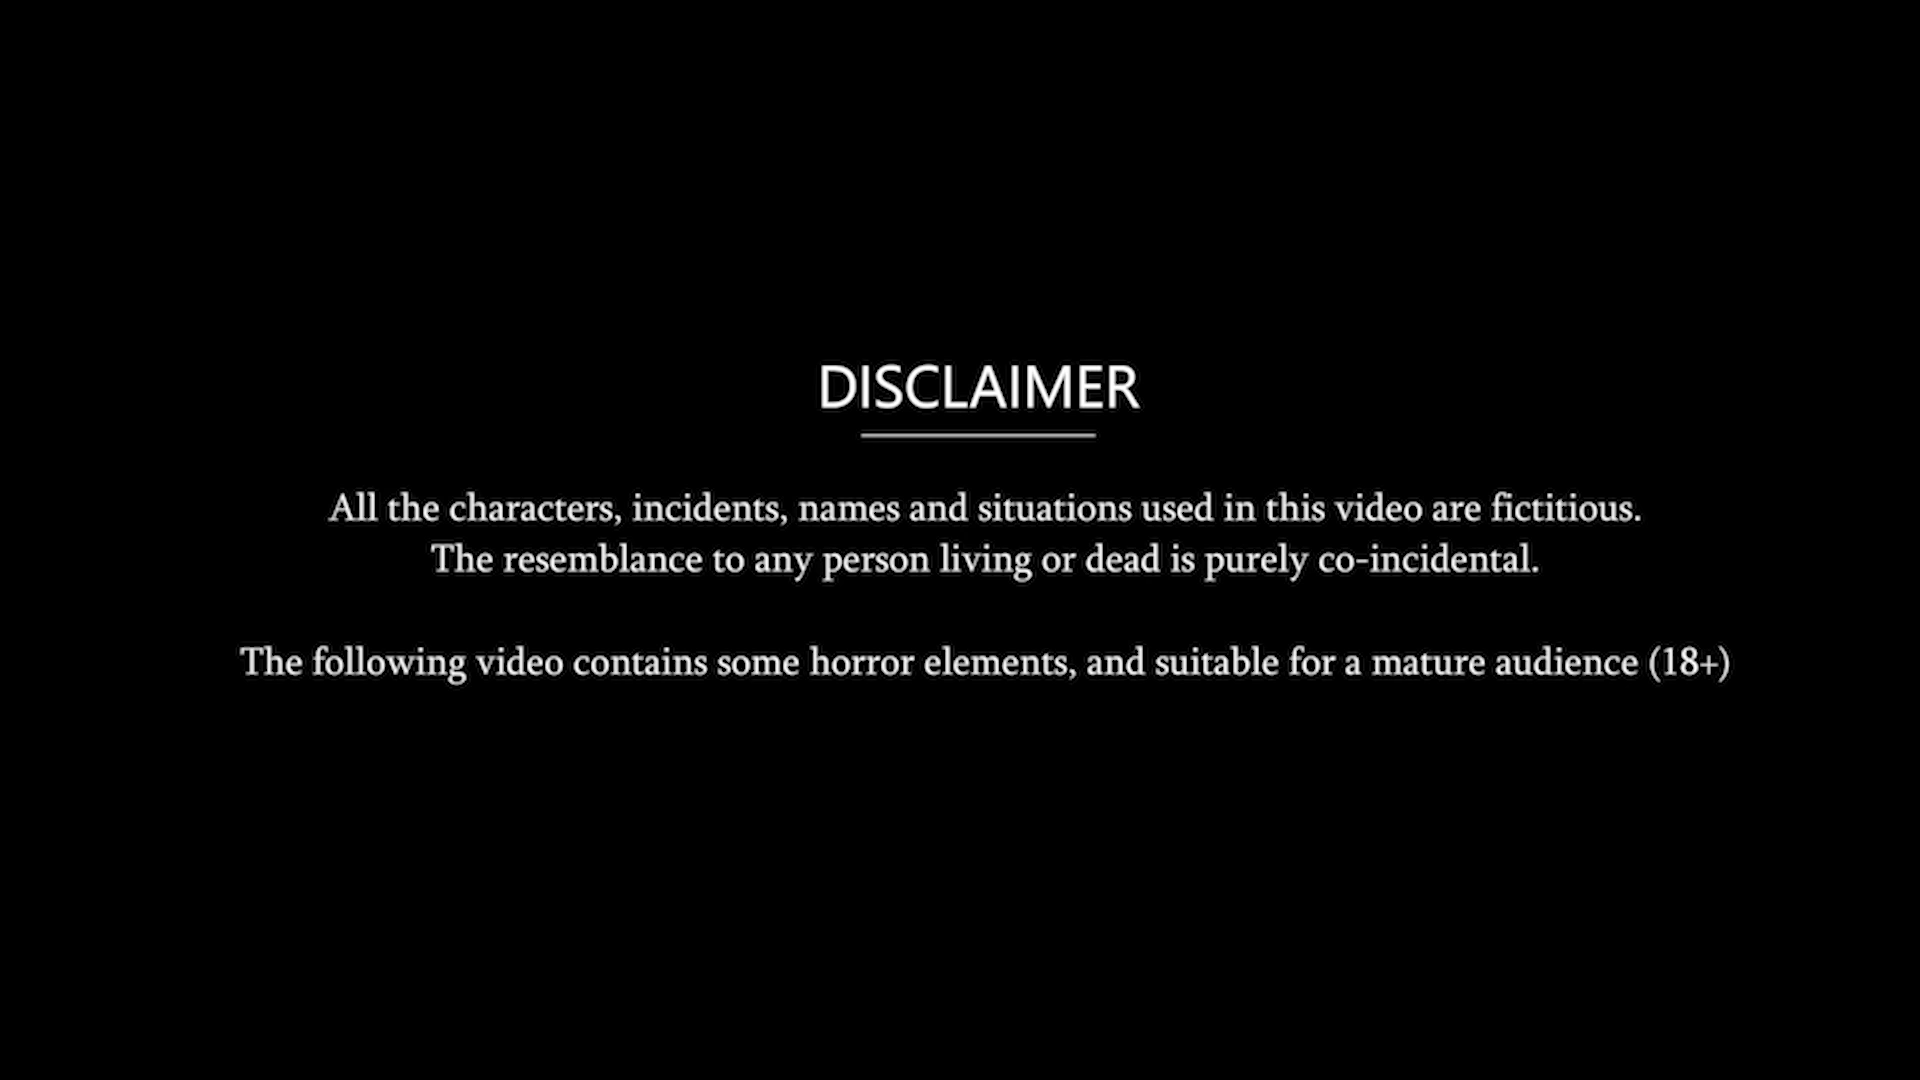 DISCLAIMER
All the characters, incidents, names and situations used in this video are fictitious.
The resemblance to any person living or dead is purely co-incidental.
The following video contains some horror elements, and suitable for a mature audience (18+)